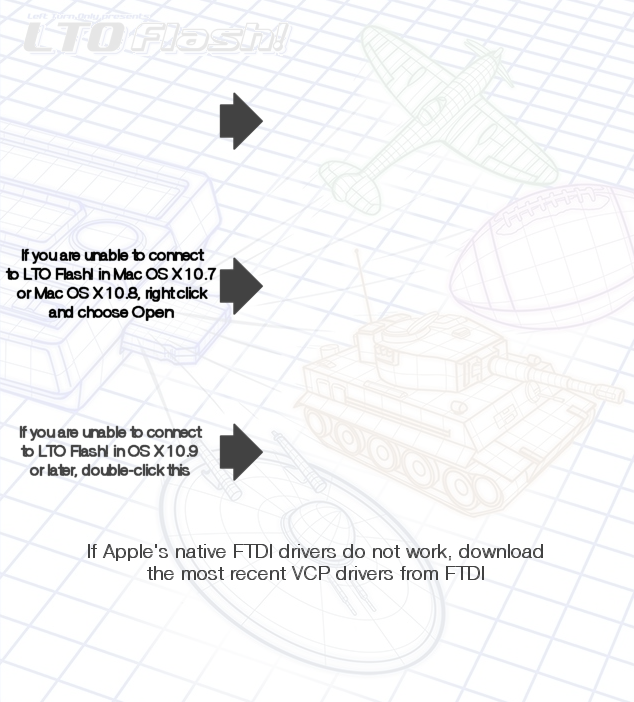 Left Turn Only presents
LTO Flash!
If you are unable to connect
to LTO Flash! in Mac OS X 10.7
or Mac OS X 10.8, right click
and choose Open
If you are unable to connect
to LTO Flash! in OS X 10.9
or later, double-click this
If Apple's native FTDI drivers do not work, download
the most recent VCP drivers from FTDI